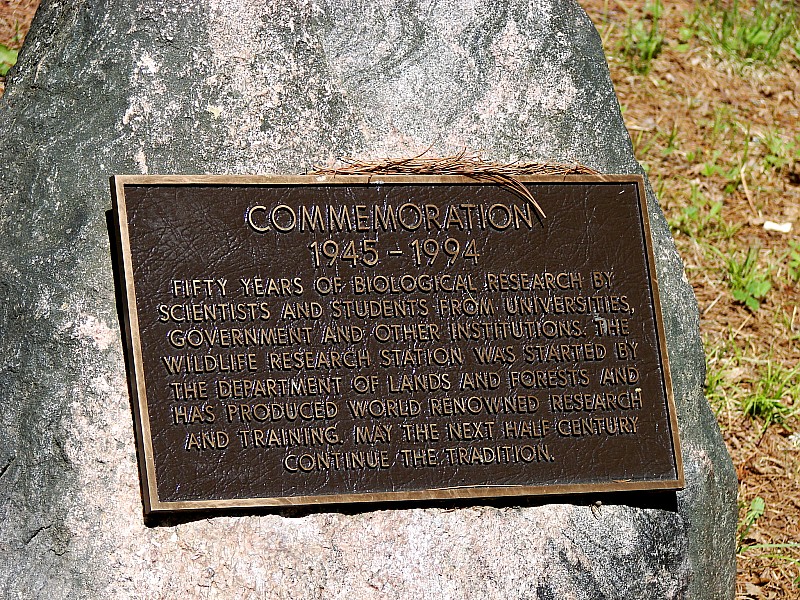 COMMEMORATION
1945 - 1994
FIFTY YEARS OF BIOLOGICAL RESEARCH BY
SCIENTISTS AND STUDENTS FROM UNIVERSITIES,
GOVERNMENT AND OTHER INSTITUTIONS. THE
WILDLIFE RESEARCH STATION WAS STARTED BY
THE DEPARTMENT OF LANDS AND FORESTS AND
HAS PRODUCED WORLD RENOWNED RESEARCH
AND TRAINING. MAY THE NEXT HALF CENTURY
CONTINUE THE TRADITION.